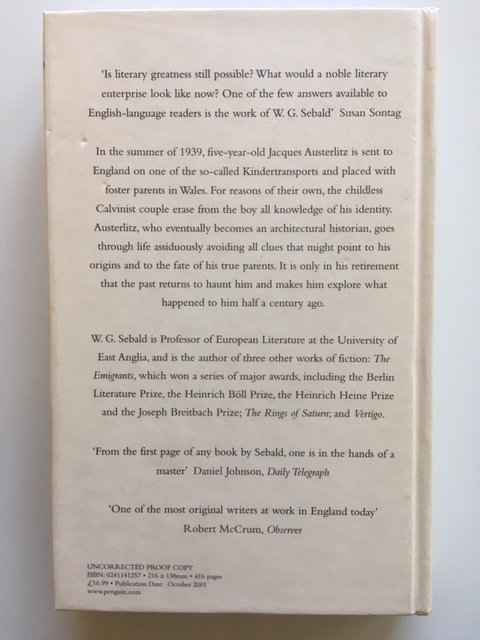 'Is literary greatness still possible? What would a noble literary
enterprise look like now? One of the few answers available to
English-language readers is the work of W. G. Sebald' Susan Sontag
In the summer of 1939, five-year-old Jacques Austerlitz is sent to
England on one of the so-called Kindertransports and placed with
foster parents in Wales. For reasons of their own, the childless
Calvinist couple erase from the boy all knowledge of his identity.
Austerlitz, who eventually becomes an architectural historian, goes
through life assiduously avoiding all clues that might point to his
origins and to the fate of his true parents. It is only in his retirement
that the past returns to haunt him and makes him explore what
happened to him half a century ago.
W. G. Sebald is Professor of European Literature at the University of
East Anglia, and is the author of three other works of fiction: The
Emigrants, which won a series of major awards, including the Berlin
Literature Prize, the Heinrich Böll Prize, the Heinrich Heine Prize
and the Joseph Breitbach Prize; The Rings of Saturn; and Vertigo.
'From the first page of any book by Sebald, one is in the hands of a
master' Daniel Johnson, Daily Telegraph
'One of the most original writers at work in England today'
Robert McCrum, Observer
UNCORRECTED PROOF COPY
ISBN: 0241141257 • 216 x 138mm • 416 pages
£16.99 • Publication Date: October 2001
www.penguin.com